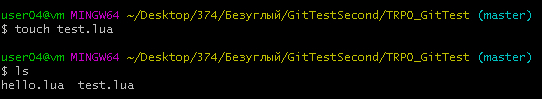 user04@vm MINGW64 ~/Desktop/374/Безуглый/GitTestSecond/TRPO_GitTest (master)
$ touch test.lua
user04@vm MINGW64 ~/Desktop/374/Безуглый/GitTestSecond/TRPO_GitTest (master)
$ ls
hello.lua  test.lua